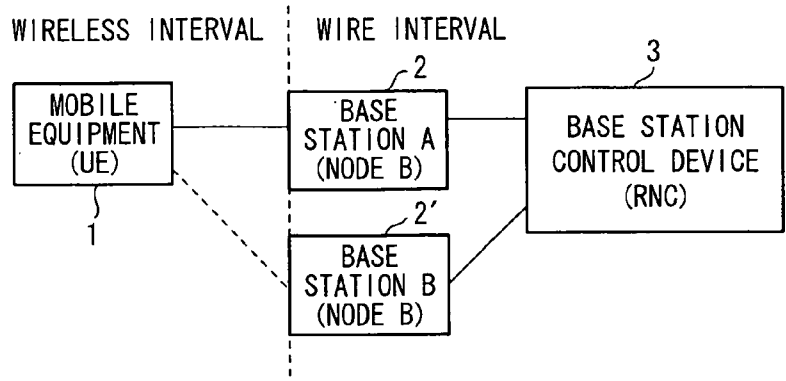 WIRELESS INTERVAL
WIRE INTERVAL
2
3
MOBILE
EQUIPMENT
(UE)
1
BASE
STATION A
(NODE B)
BASE STATION
CONTROL DEVICE
(RNC)
2'
BASE
STATION B
(NODE B)